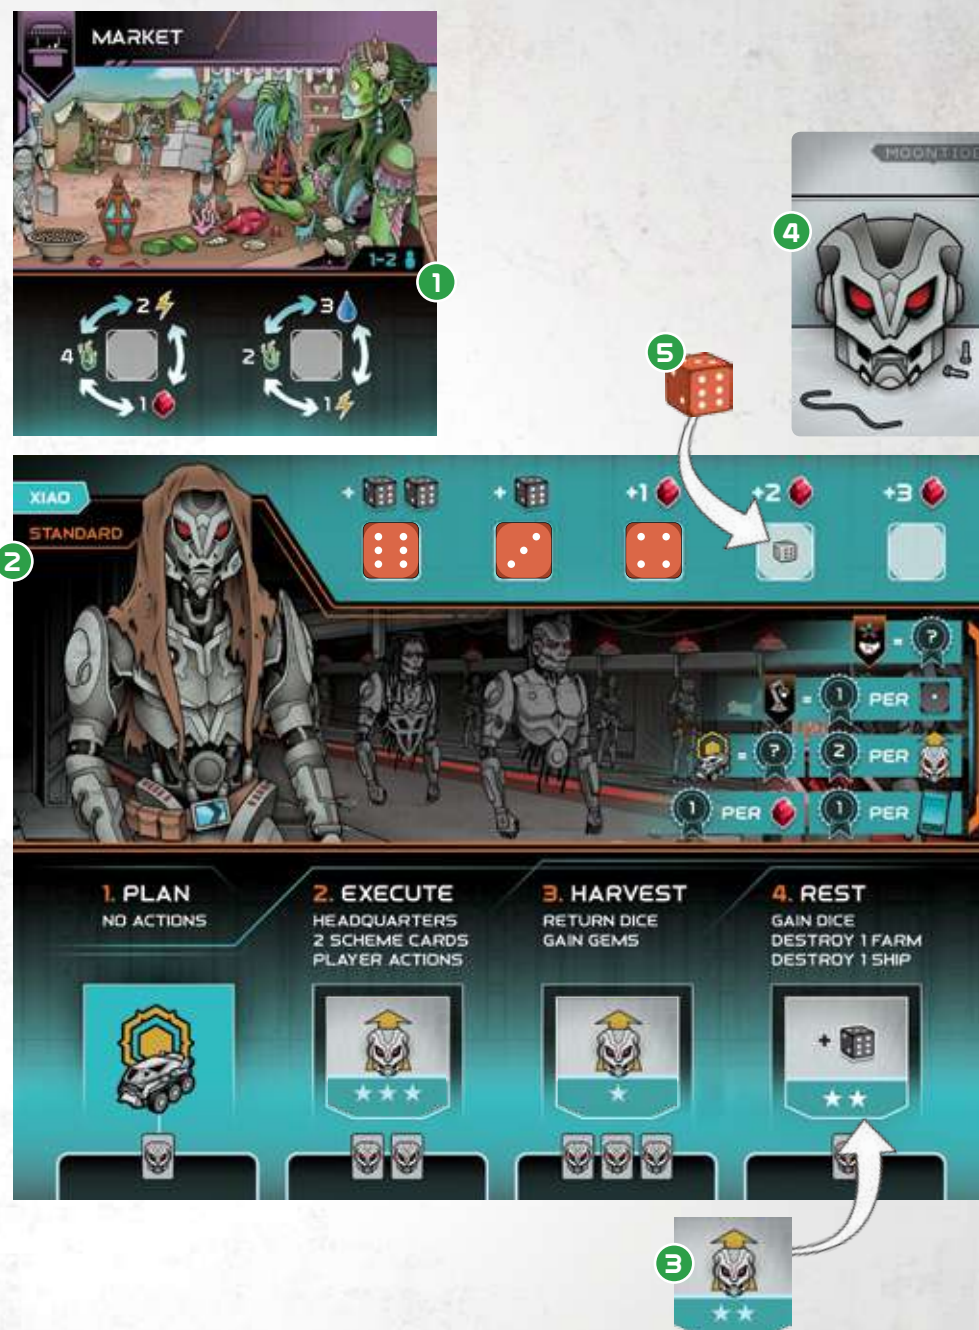 MARKET
1-2
1
2
4
1
3
2
1
MOONTIDE
4
5
XIAO
STANDARD
2
+
+
+1
+2
+3
= ?
= 1 PER
= ? 2 PER
1 PER 1 PER
1. PLAN
NO ACTIONS
2. EXECUTE
HEADQUARTERS
2 SCHEME CARDS
PLAYER ACTIONS
3. HARVEST
RETURN DICE
GAIN GEMS
4. REST
GAIN DICE
DESTROY 1 FARM
DESTROY 1 SHIP
+
3